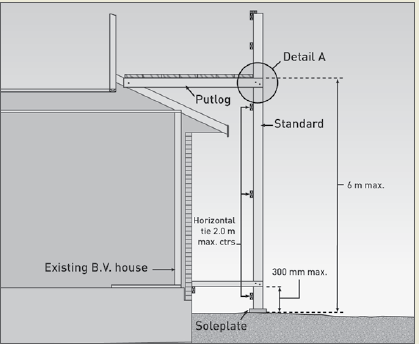 Detail A
Putlog
Standard
6 m max.
Horizontal
tie 2.0 m
max. ctrs.
Existing B.V. house
300 mm max.
Soleplate